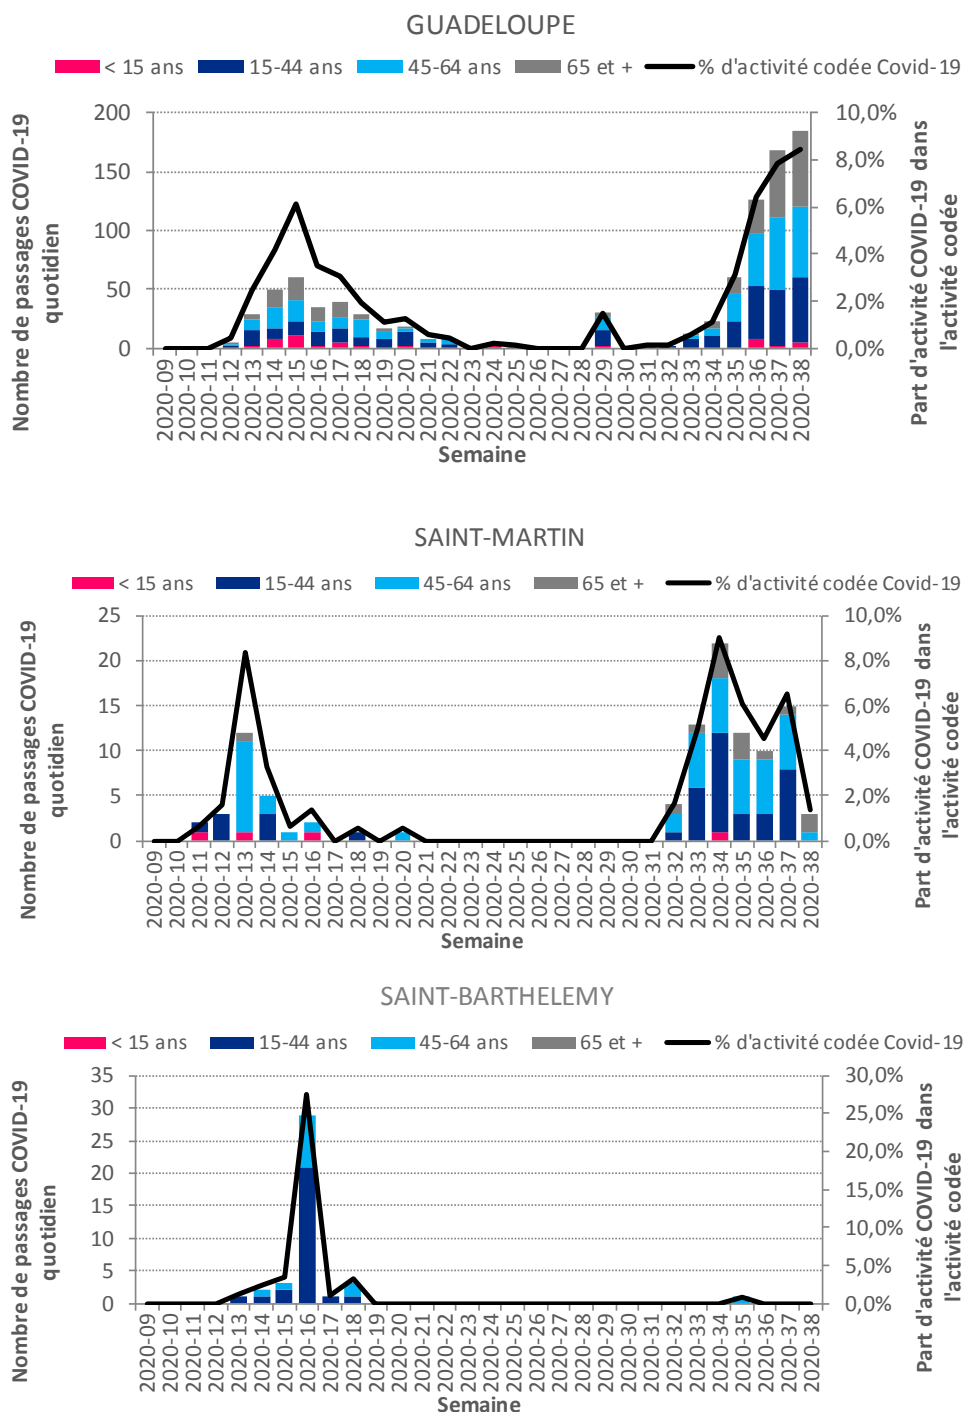 GUADELOUPE
< 15 ans 15-44 ans 45-64 ans 65 et + % d'activité codée Covid-19
Nombre de passages COVID-19
quotidien
200
150
100
50
0
10,0%
8,0%
6,0%
4,0%
2,0%
0,0%
Part d'activité COVID-19 dans
l'activité codée
2020-09 2020-10 2020-11 2020-12 2020-13 2020-14 2020-15 2020-16 2020-17 2020-18 2020-19 2020-20 2020-21 2020-22 2020-23 2020-24 2020-25 2020-26 2020-27 2020-28 2020-29 2020-30 2020-31 2020-32 2020-33 2020-34 2020-35 2020-36 2020-37 2020-38
Semaine
SAINT-MARTIN
< 15 ans 15-44 ans 45-64 ans 65 et + % d'activité codée Covid-19
Nombre de passages COVID-19
quotidien
25
20
15
10
5
0
10,0%
8,0%
6,0%
4,0%
2,0%
0,0%
Part d'activité COVID-19 dans
l'activité codée
2020-09 2020-10 2020-11 2020-12 2020-13 2020-14 2020-15 2020-16 2020-17 2020-18 2020-19 2020-20 2020-21 2020-22 2020-23 2020-24 2020-25 2020-26 2020-27 2020-28 2020-29 2020-30 2020-31 2020-32 2020-33 2020-34 2020-35 2020-36 2020-37 2020-38
Semaine
SAINT-BARTHELEMY
< 15 ans 15-44 ans 45-64 ans 65 et + % d'activité codée Covid-19
Nombre de passages COVID-19
quotidien
35
30
25
20
15
10
5
0
30,0%
25,0%
20,0%
15,0%
10,0%
5,0%
0,0%
Part d'activité COVID-19 dans
l'activité codée
2020-09 2020-10 2020-11 2020-12 2020-13 2020-14 2020-15 2020-16 2020-17 2020-18 2020-19 2020-20 2020-21 2020-22 2020-23 2020-24 2020-25 2020-26 2020-27 2020-28 2020-29 2020-30 2020-31 2020-32 2020-33 2020-34 2020-35 2020-36 2020-37 2020-38
Semaine